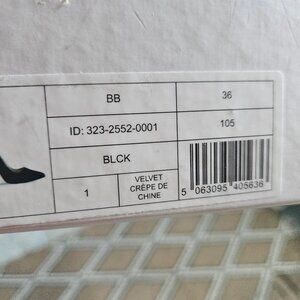 BB
36
ID: 323-2552-0001
105
BLCK
1
VELVET
CRÊPE DE
CHINE
5 063095 405636